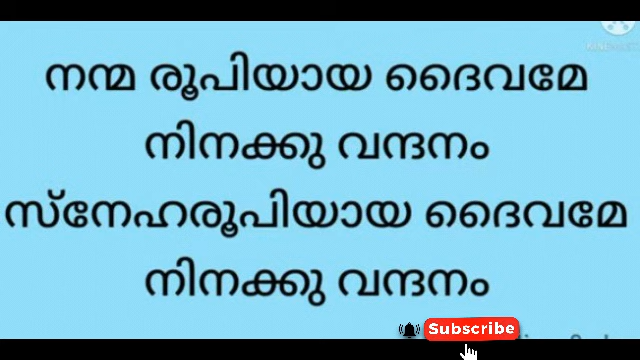 നന്മ രൂപിയായ ദൈവമേ
നിനക്കു വന്ദനം
സ്നേഹരൂപിയായ ദൈവമേ
നിനക്കു വന്ദനം
Subscribe